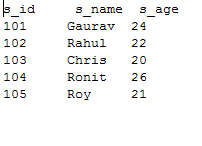 s_id s_name s_age
101 Gaurav 24
102 Rahul 22
103 Chris 20
104 Ronit 26
105 Roy 21